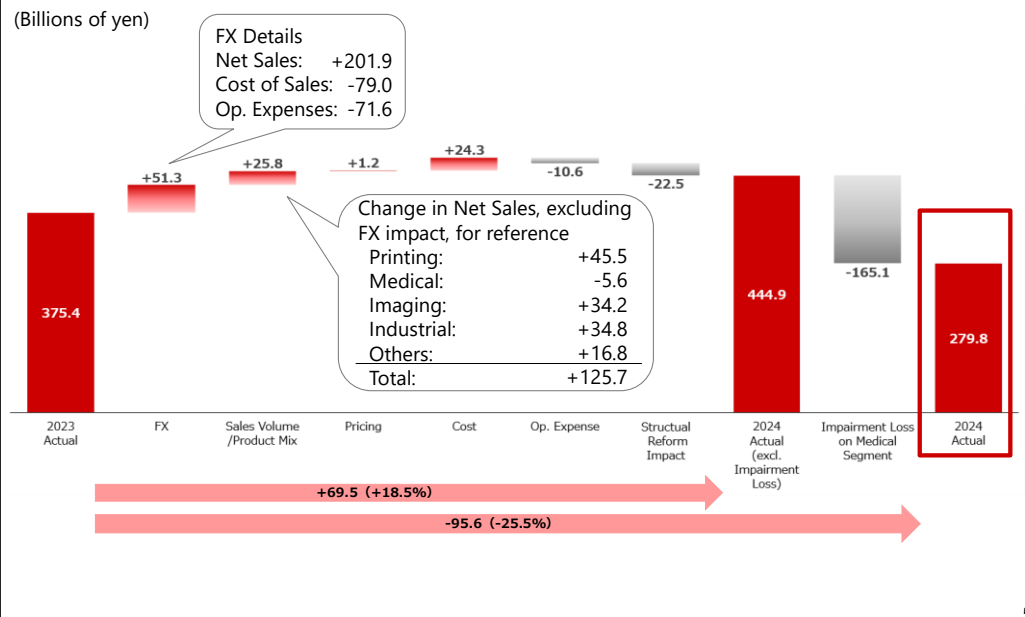 (Billions of yen)
FX Details
Net Sales: +201.9
Cost of Sales: -79.0
Op. Expenses: -71.6
+51.3
+25.8
+1.2
+24.3
-10.6
-22.5
Change in Net Sales, excluding
FX impact, for reference
Printing: +45.5
Medical: -5.6
Imaging: +34.2
Industrial: +34.8
Others: +16.8
Total: +125.7
375.4
444.9
-165.1
279.8
2023
Actual
FX
Sales Volume
/Product Mix
Pricing
Cost
Op. Expense
Structual
Reform
Impact
2024
Actual
(excl.
Impairment
Loss)
Impairment Loss
on Medical
Segment
2024
Actual
+69.5 (+18.5%)
-95.6 (-25.5%)